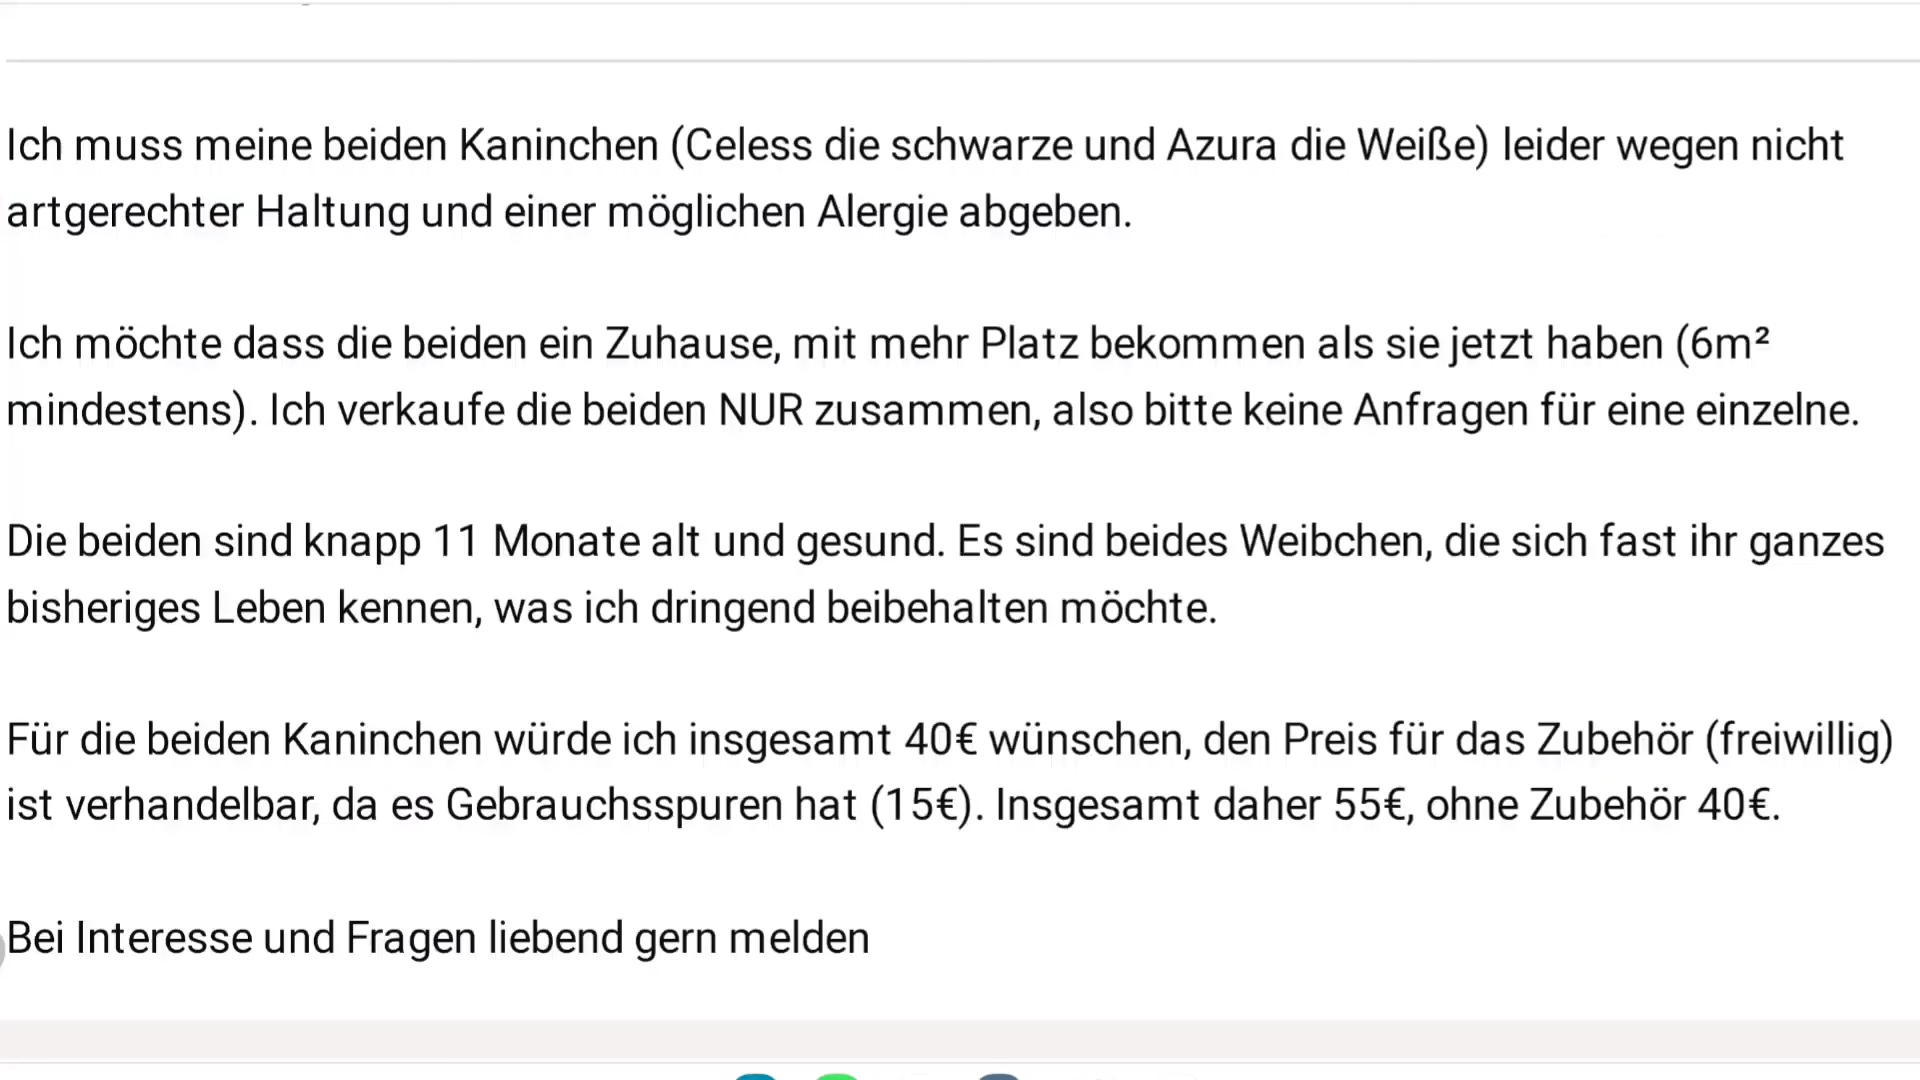 Ich muss meine beiden Kaninchen (Celess die schwarze und Azura die Weiße) leider wegen nicht
artgerechter Haltung und einer möglichen Alergie abgeben.
Ich möchte dass die beiden ein Zuhause, mit mehr Platz bekommen als sie jetzt haben (6m²
mindestens). Ich verkaufe die beiden NUR zusammen, also bitte keine Anfragen für eine einzelne.
Die beiden sind knapp 11 Monate alt und gesund. Es sind beides Weibchen, die sich fast ihr ganzes
bisheriges Leben kennen, was ich dringend beibehalten möchte.
Für die beiden Kaninchen würde ich insgesamt 40€ wünschen, den Preis für das Zubehör (freiwillig)
ist verhandelbar, da es Gebrauchsspuren hat (15€). Insgesamt daher 55€, ohne Zubehör 40€.
Bei Interesse und Fragen liebend gern melden